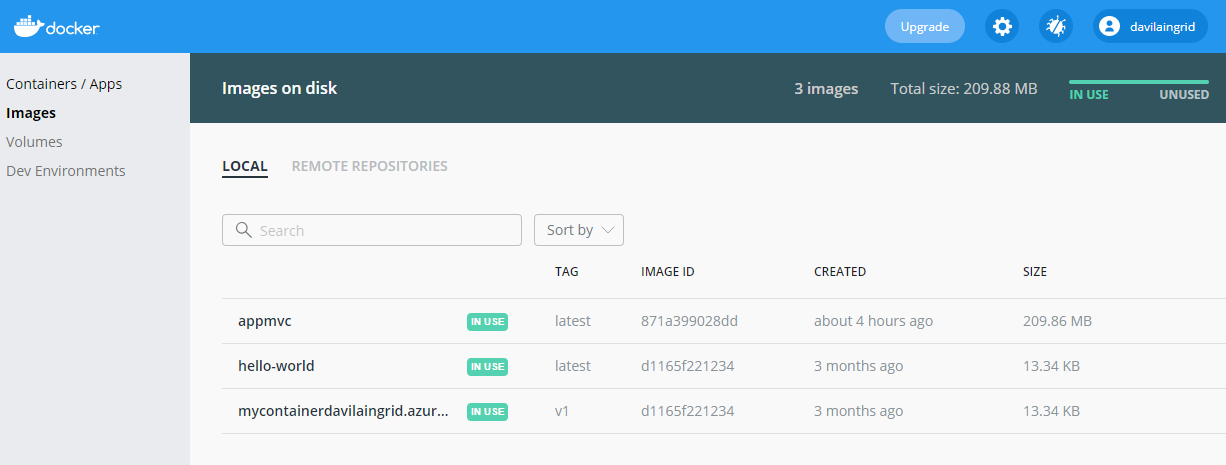 docker
Upgrade
davilaingrid
Containers / Apps
Images
Volumes
Dev Environments
Images on disk
3 images
Total size: 209.88 MB
IN USE
UNUSED
LOCAL
REMOTE REPOSITORIES
Search
Sort by
TAG IMAGE ID CREATED SIZE
appmvc IN USE latest 871a399028dd about 4 hours ago 209.86 MB
hello-world IN USE latest d1165f221234 3 months ago 13.34 KB
mycontainerdavilaingrid.azur... IN USE v1 d1165f221234 3 months ago 13.34 KB